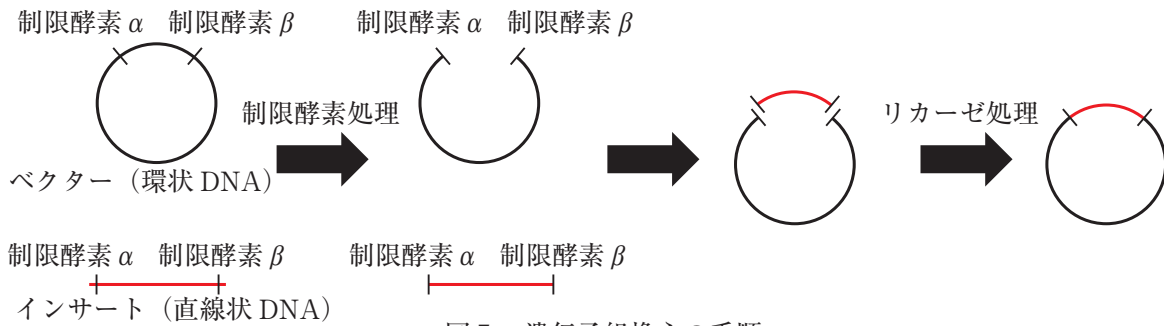 制限酵素 α 制限酵素 β
制限酵素 α 制限酵素 β
制限酵素処理
リカーゼ処理
ベクター（環状 DNA）
制限酵素 α 制限酵素 β
制限酵素 α 制限酵素 β
インサート（直線状 DNA）